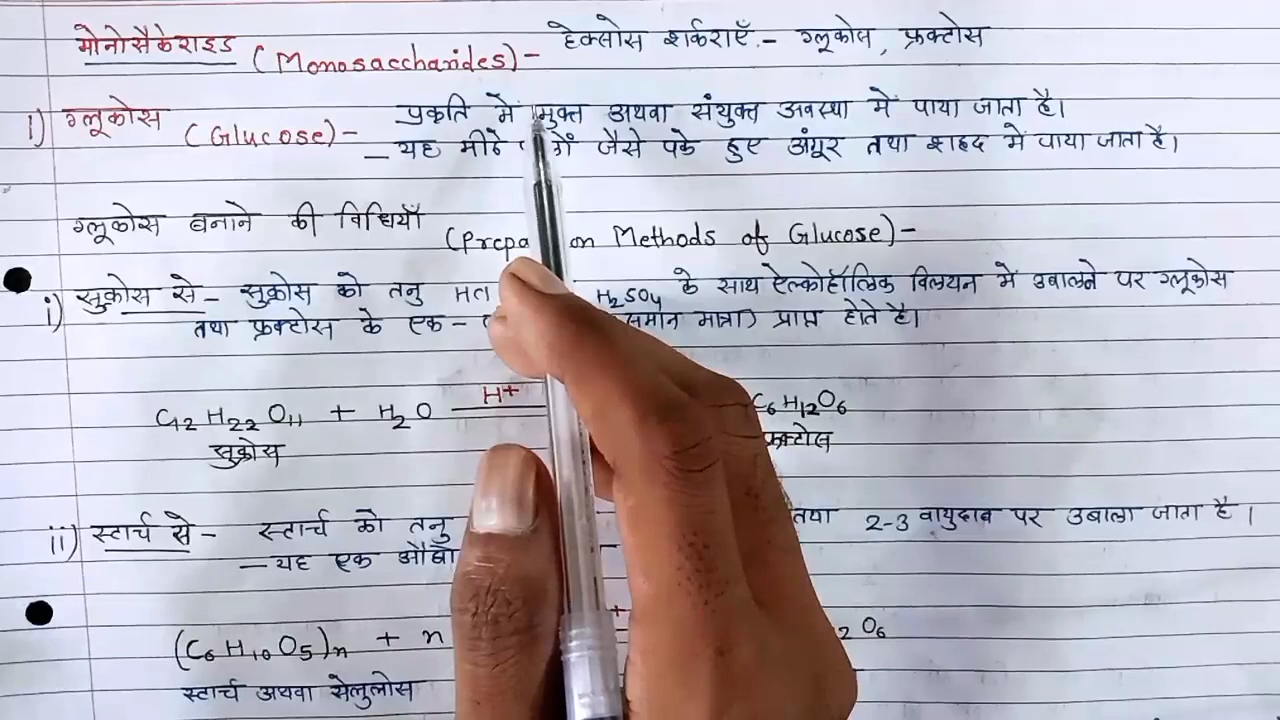 मोनोसैकेराइड (Monosaccharides) - हेक्सोस शर्कराएँ - ग्लूकोस, फ्रक्टोस
1) ग्लूकोस (Glucose) - प्रकृति में मुक्त अथवा संयुक्त अवस्था में पाया जाता है।
- यह मीठे जैसे पके हुए अंगूर तथा शहद में पाया जाता है।
ग्लूकोस बनाने की विधियाँ (Prepa on Methods of Glucose) -
i) सुक्रोस से - सुक्रोस को तनु HCl H2SO4 के साथ ऐल्कोहॉलिक विलयन में उबालने पर ग्लूकोस
तथा फ्रक्टोस के एक - समान मात्रा) प्राप्त होते है।
H+
C12H22O11 + H2O C6H12O6
सुक्रोस फ्रक्टोस
ii) स्टार्च से - स्टार्च को तनु तथा 2-3 वायुदाब पर उबाला जाता है।
- यह एक औद्यो
+
(C6H10O5)n + n 2O6
स्टार्च अथवा सेलुलोस